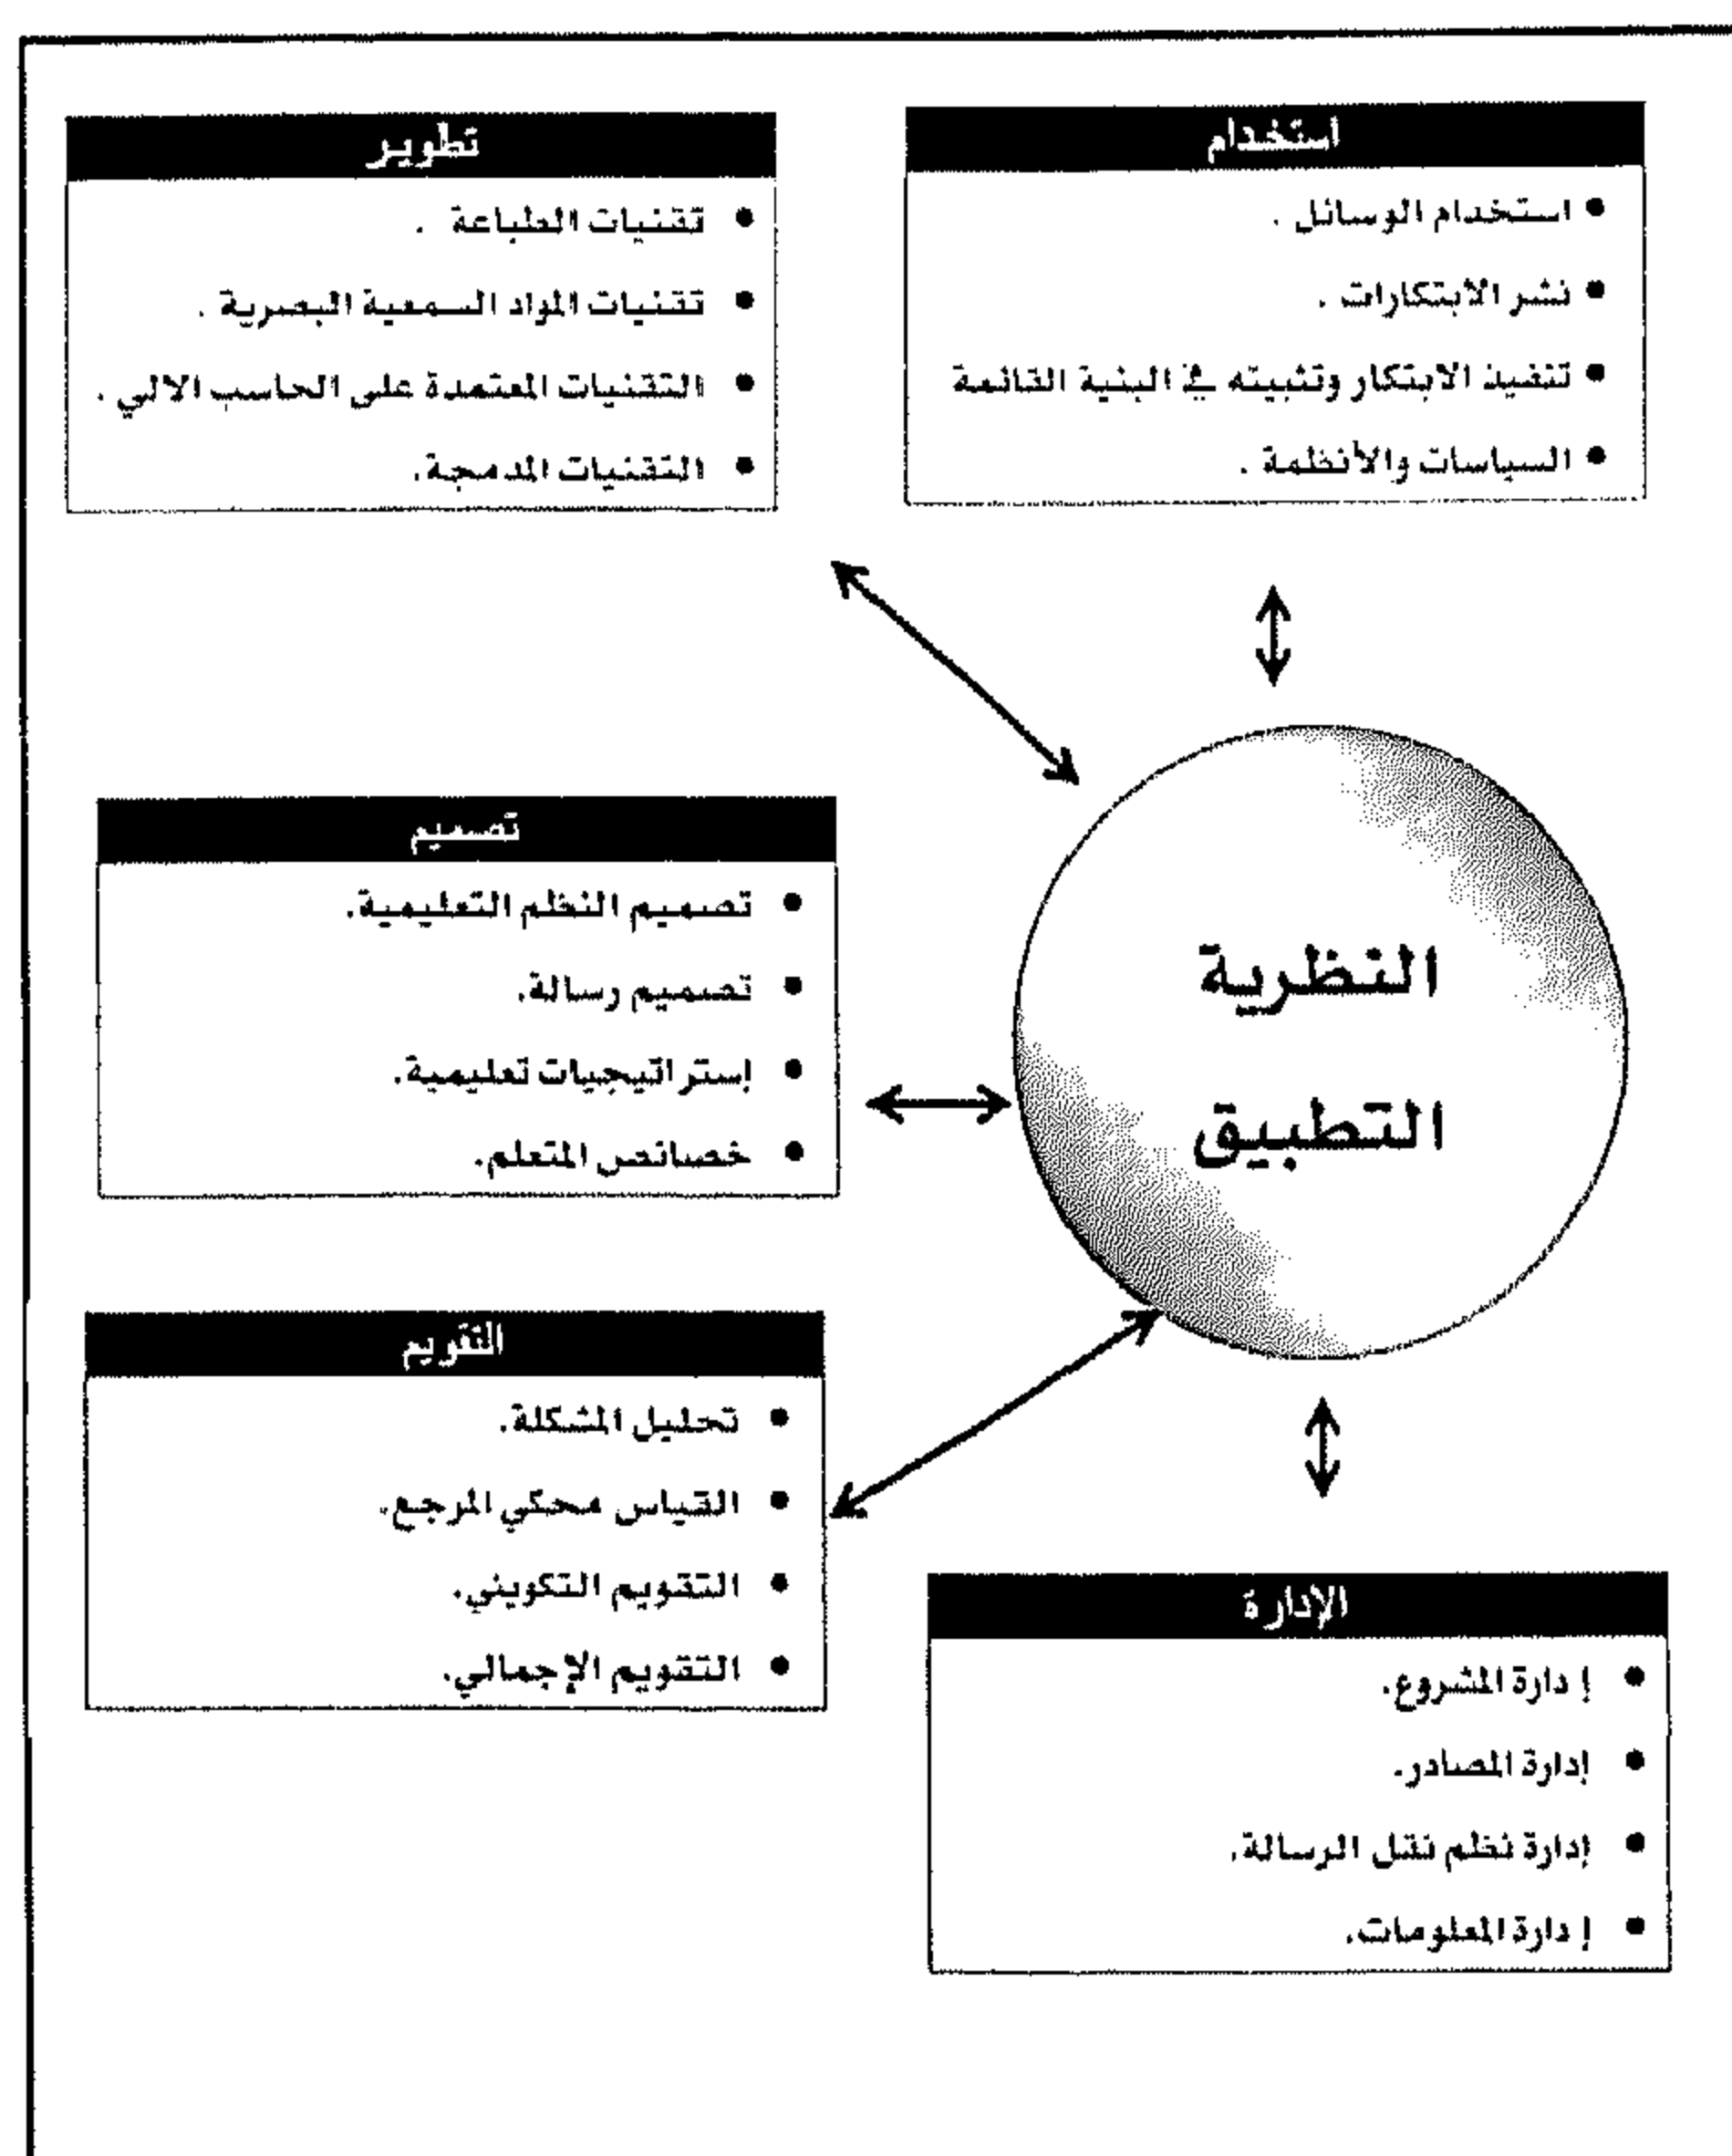 استخدام
• استخدام الوسائل .
• نشر الابتكارات .
• تنفيذ الابتكار وتثبيته في البنية القائمة
• السياسات والأنظمة .
تطوير
• تقنيات الطباعة .
• تقنيات المواد السمعية البصرية .
• التقنيات المعتمدة على الحاسب الالي .
• التقنيات المدمجة.
النظرية
التطبيق
تصميم
• تصميم النظم التعليمية.
• تصميم رسالة.
• إستراتيجيات تعليمية.
• خصائص المتعلم.
التقويم
• تحليل المشكلة.
• القياس محكي المرجع.
• التقويم التكويني.
• التقويم الإجمالي.
الإدارة
• إ دارة المشروع.
• إدارة المصادر.
• إدارة نظم نقل الرسالة.
• إ دارة المعلومات.